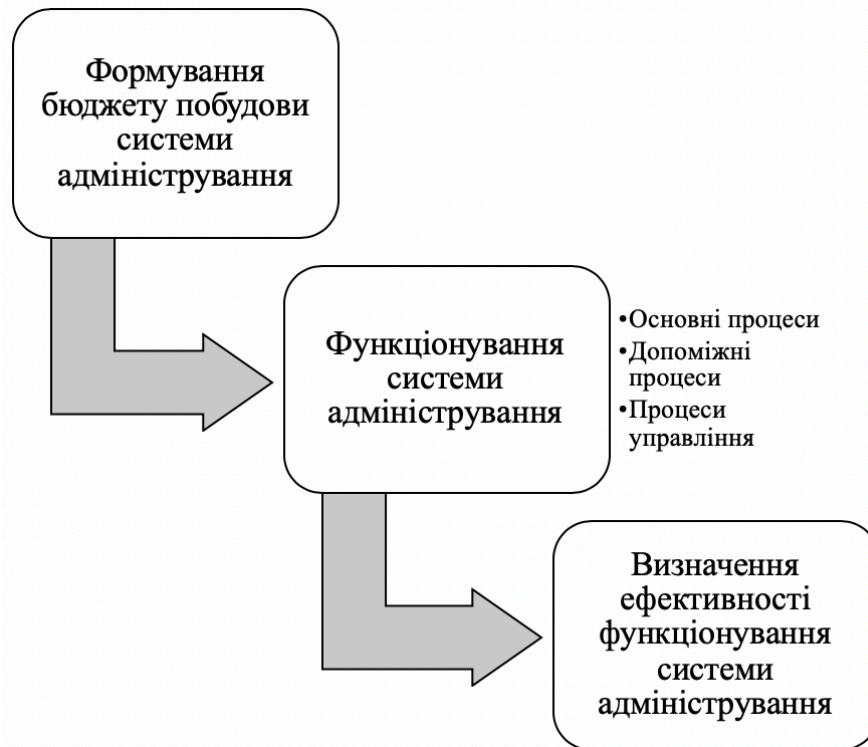 Формування
бюджету побудови
системи
адміністрування
Функціонування
системи
адміністрування
•Основні процеси
•Допоміжні
процеси
•Процеси
управління
Визначення
ефективності
функціонування
системи
адміністрування